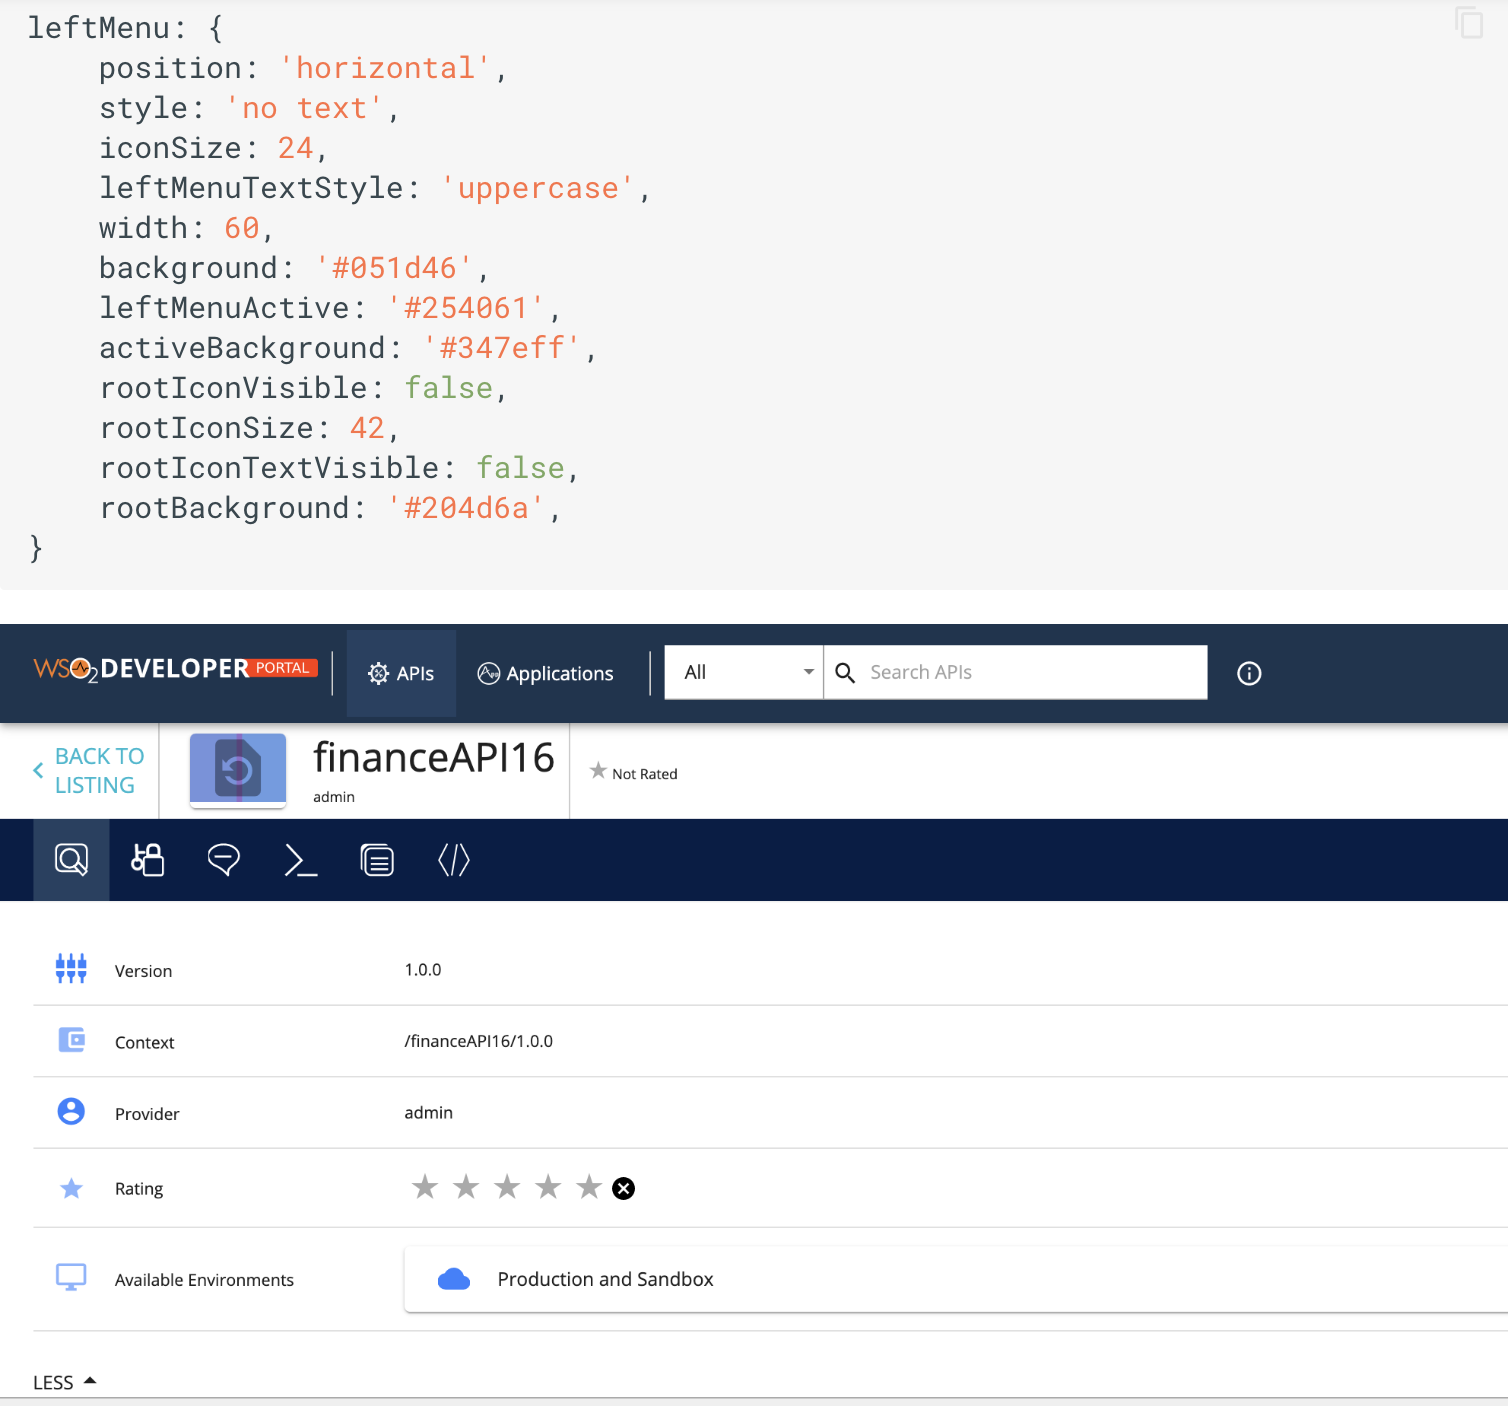 leftMenu: {
    position: 'horizontal',
    style: 'no text',
    iconSize: 24,
    leftMenuTextStyle: 'uppercase',
    width: 60,
    background: '#051d46',
    leftMenuActive: '#254061',
    activeBackground: '#347eff',
    rootIconVisible: false,
    rootIconSize: 42,
    rootIconTextVisible: false,
    rootBackground: '#204d6a',
}
WSO2 DEVELOPER PORTAL APIs Applications All Search APIs
BACK TO
LISTING
financeAPI16
admin
Not Rated
Version 1.0.0
Context /financeAPI16/1.0.0
Provider admin
Rating
Available Environments Production and Sandbox
LESS